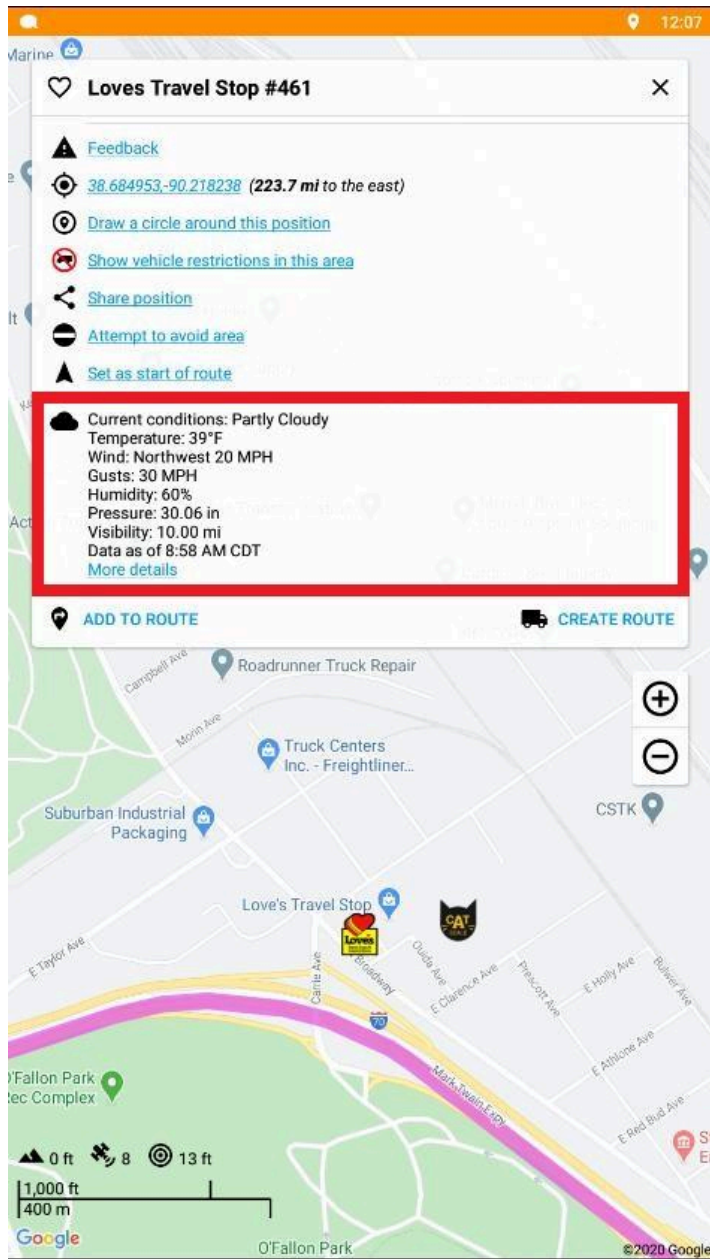 12:07
Marine
Loves Travel Stop #461
Feedback
38.684953,-90.218238 (223.7 mi to the east)
Draw a circle around this position
Show vehicle restrictions in this area
Share position
lt
Attempt to avoid area
Set as start of route
Current conditions: Partly Cloudy
Temperature: 39°F
Wind: Northwest 20 MPH
Gusts: 30 MPH
Humidity: 60%
Pressure: 30.06 in
Act
Visibility: 10.00 mi
Data as of 8:58 AM CDT
More details
ADD TO ROUTE
CREATE ROUTE
Campbell Ave
Roadrunner Truck Repair
Morin Ave
Truck Centers
Inc. - Freightliner...
Suburban Industrial
Packaging
CSTK
Love's Travel Stop
CAT
Loves
E Taylor Ave
Carrie Ave
Broadway
Ouida Ave
E Clarence Ave
Prescott Ave
E Holly Ave
Bulwer Ave
70
E Athlone Ave
Mark Twain Expy
'Fallon Park
ec Complex
E Red Bud Ave
0 ft 8 13 ft
1,000 ft
400 m
Google
O'Fallon Park
©2020 Google